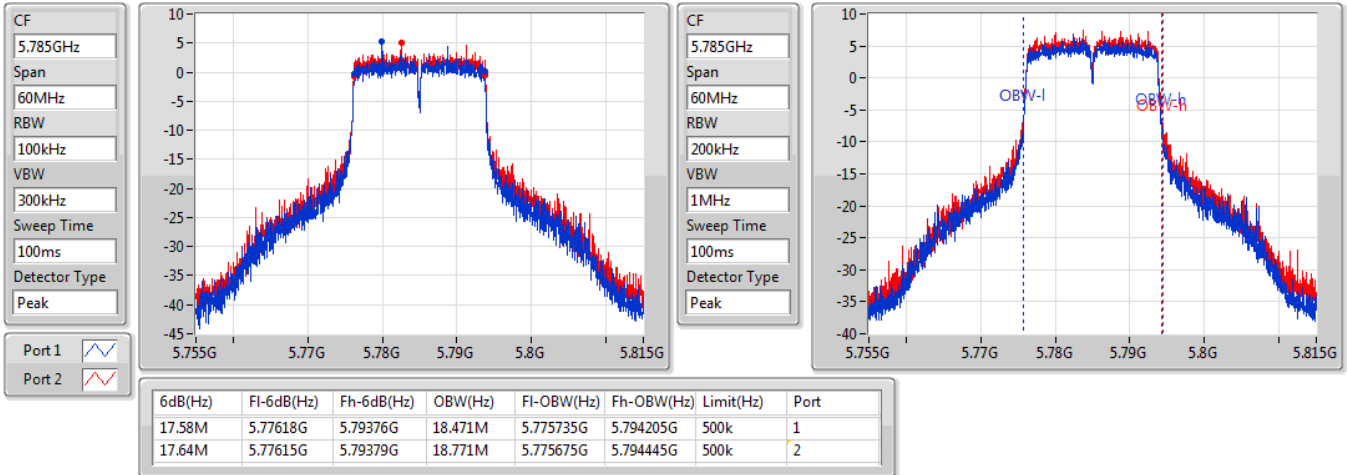 CF
5.785GHz
Span
60MHz
RBW
100kHz
VBW
300kHz
Sweep Time
100ms
Detector Type
Peak
Port 1
Port 2
10
5
0
-5
-10
-15
-20
-25
-30
-35
-40
-45
5.755G 5.77G 5.78G 5.79G 5.8G 5.815G
CF
5.785GHz
Span
60MHz
RBW
200kHz
VBW
1MHz
Sweep Time
100ms
Detector Type
Peak
10
5
0
-5
-10
-15
-20
-25
-30
-35
-40
OBW-l
OBW-h
OBW-h
5.755G 5.77G 5.78G 5.79G 5.8G 5.815G
6dB(Hz) Fl-6dB(Hz) Fh-6dB(Hz) OBW(Hz) Fl-OBW(Hz) Fh-OBW(Hz) Limit(Hz) Port
17.58M 5.77618G 5.79376G 18.471M 5.775735G 5.794205G 500k 1
17.64M 5.77615G 5.79379G 18.771M 5.775675G 5.794445G 500k 2